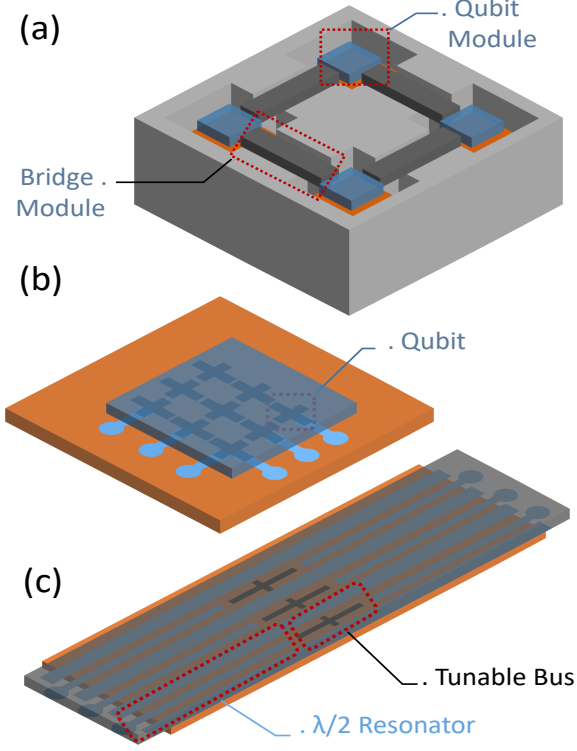 (a)
. Qubit
Module
Bridge .
Module
(b)
. Qubit
(c)
. Tunable Bus
. λ/2 Resonator